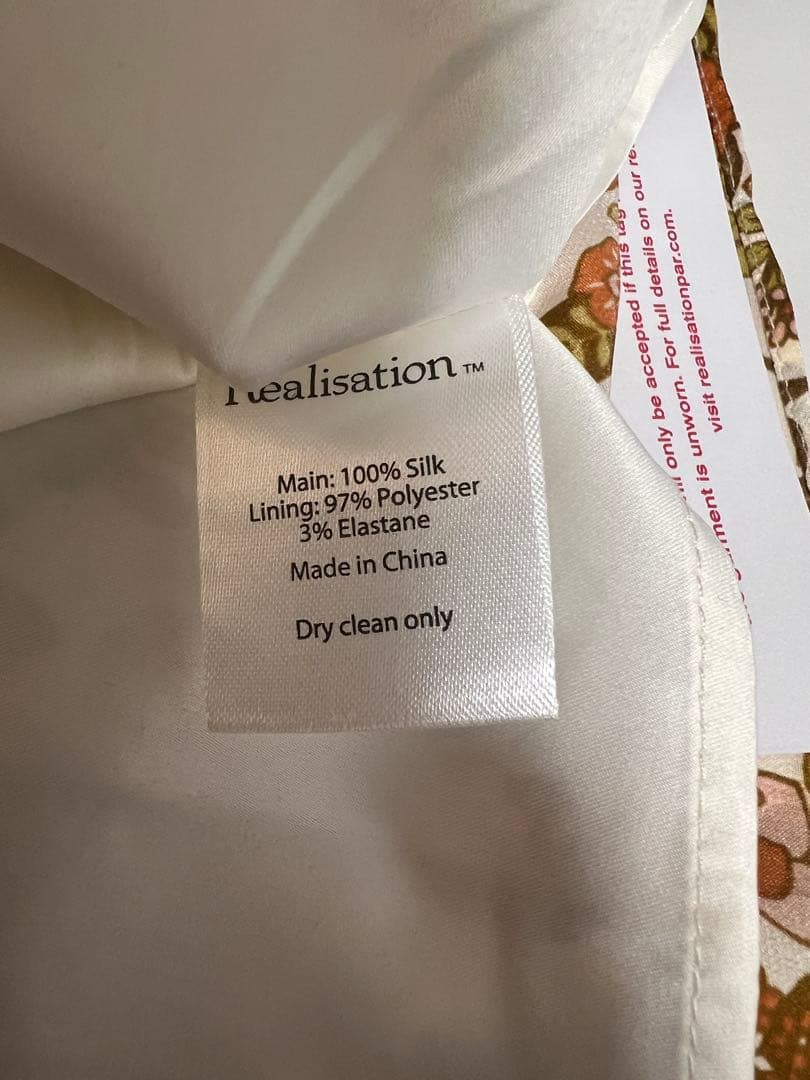 Realisation™
Main: 100% Silk
Lining: 97% Polyester
3% Elastane
Made in China
Dry clean only
only be accepted if this tag
is unworn. For full details on our
visit realisationpar.com.